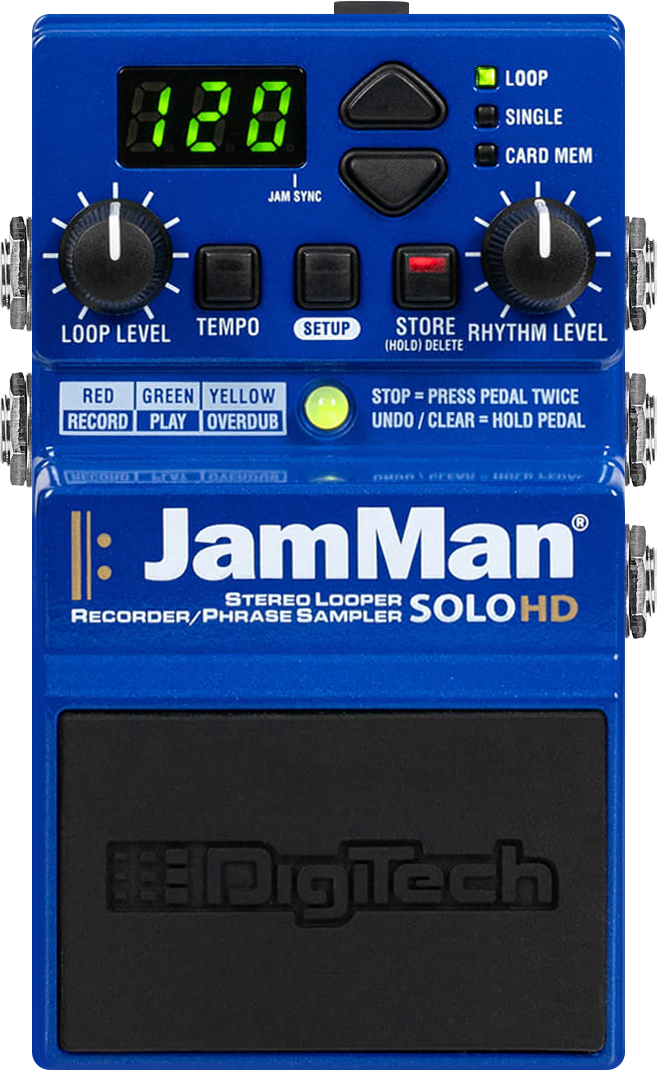 120
JAM SYNC
LOOP
SINGLE
CARD MEM
LOOP LEVEL
TEMPO
SETUP
STORE
(HOLD) DELETE
RHYTHM LEVEL
RED GREEN YELLOW
RECORD PLAY OVERDUB
STOP = PRESS PEDAL TWICE
UNDO / CLEAR = HOLD PEDAL
JamMan®
STEREO LOOPER
RECORDER/PHRASE SAMPLER
SOLO HD
DigiTech